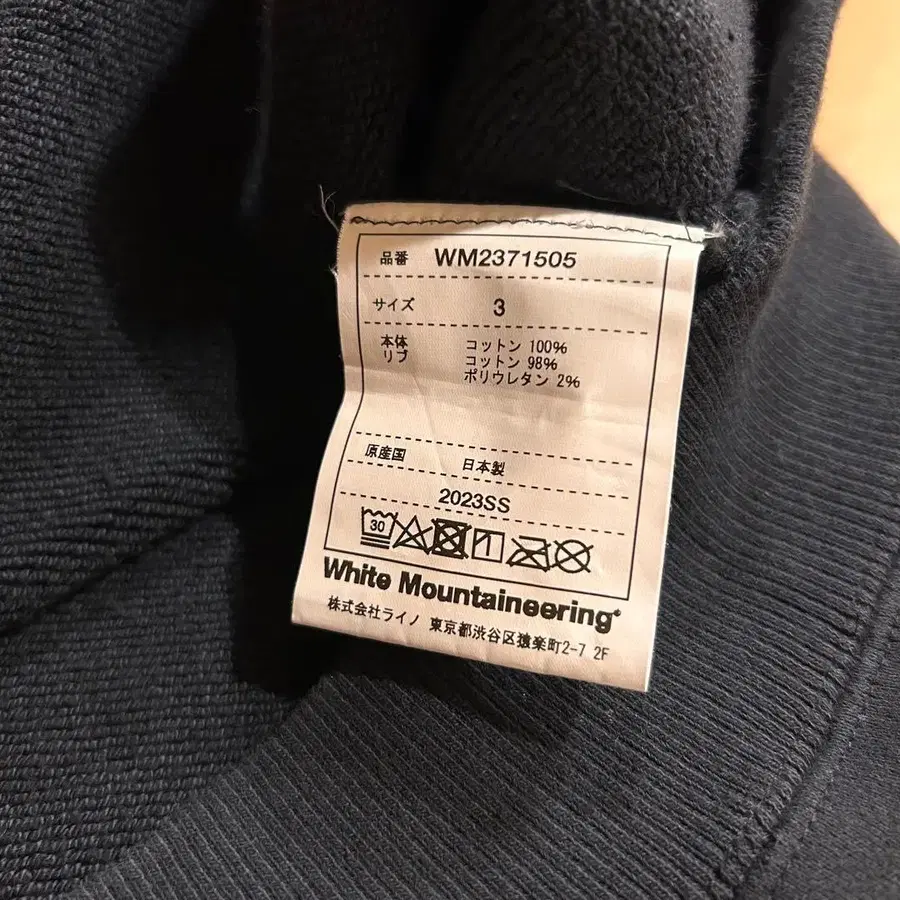 品番 WM2371505
サイズ 3
本体 コットン 100%
リブ コットン 98%
ポリウレタン 2%
原産国 日本製
2023SS
30
White Mountaineering
株式会社ライノ 東京都渋谷区猿楽町2-7 2F